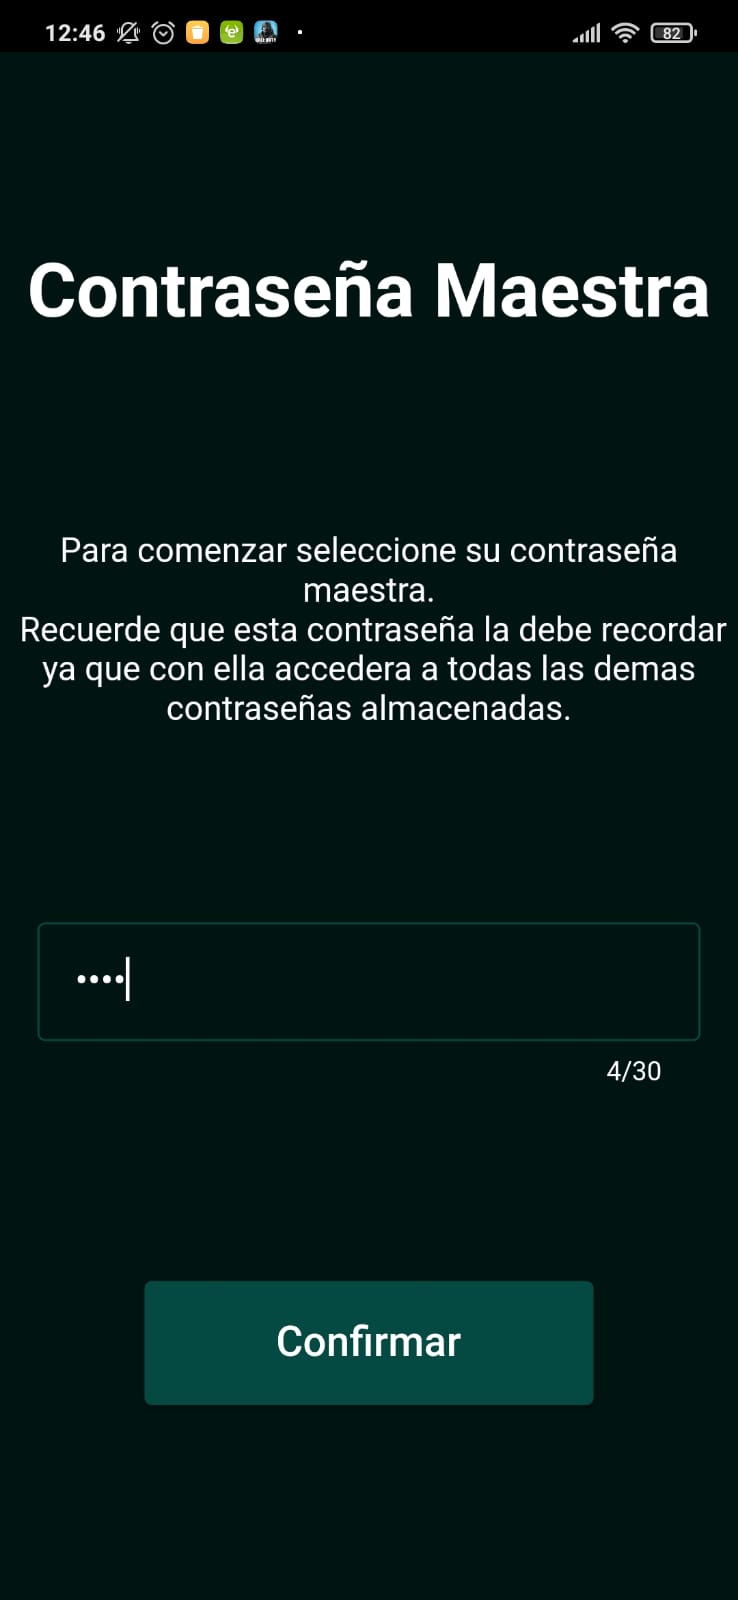 12:46
82
Contraseña Maestra
Para comenzar seleccione su contraseña
maestra.
Recuerde que esta contraseña la debe recordar
ya que con ella accedera a todas las demas
contraseñas almacenadas.
••••
4/30
Confirmar